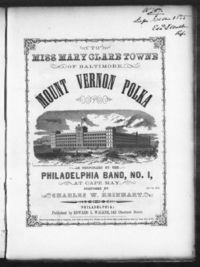 TO
MISS MARY CLARE TOWNE
OF BALTIMORE.
MOUNT VERNON POLKA
AS PERFORMED BY THE
PHILADELPHIA BAND, NO. 1,
AT CAPE MAY.
COMPOSED BY
CHARLES W. REINHART.
PHILADELPHIA:
Published by EDWARD L. WALKER, 142 Chestnut Street